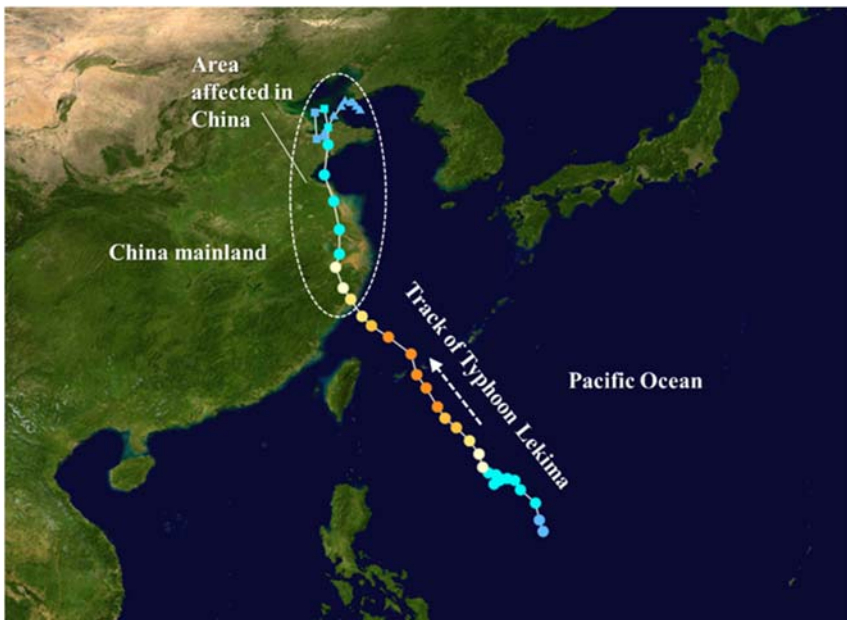 Area
affected in
China
China mainland
Track of Typhoon Lekima
Pacific Ocean